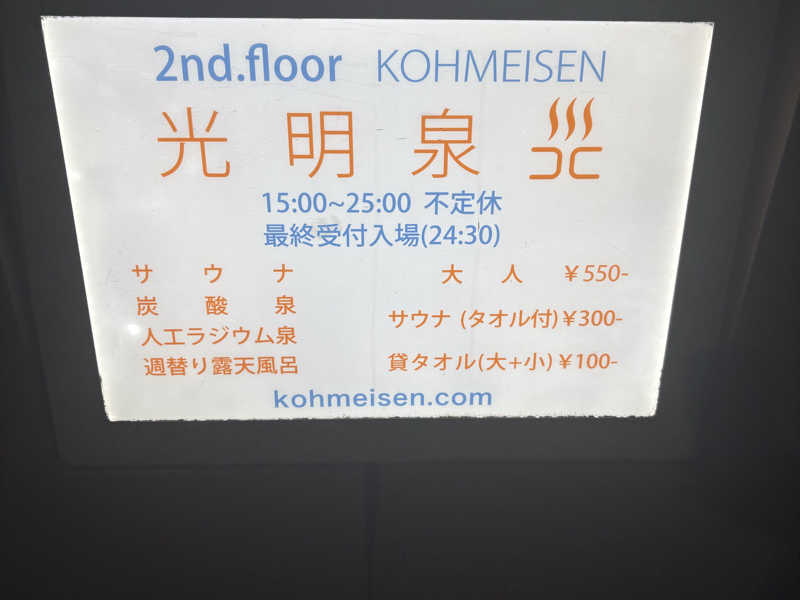 2nd.floor KOHMEISEN
光明泉
15:00~25:00 不定休
最終受付入場(24:30)
サウナ
炭酸泉
人工ラジウム泉
週替り露天風呂
大人 ¥550-
サウナ (タオル付)¥300-
貸タオル(大+小)¥100-
kohmeisen.com